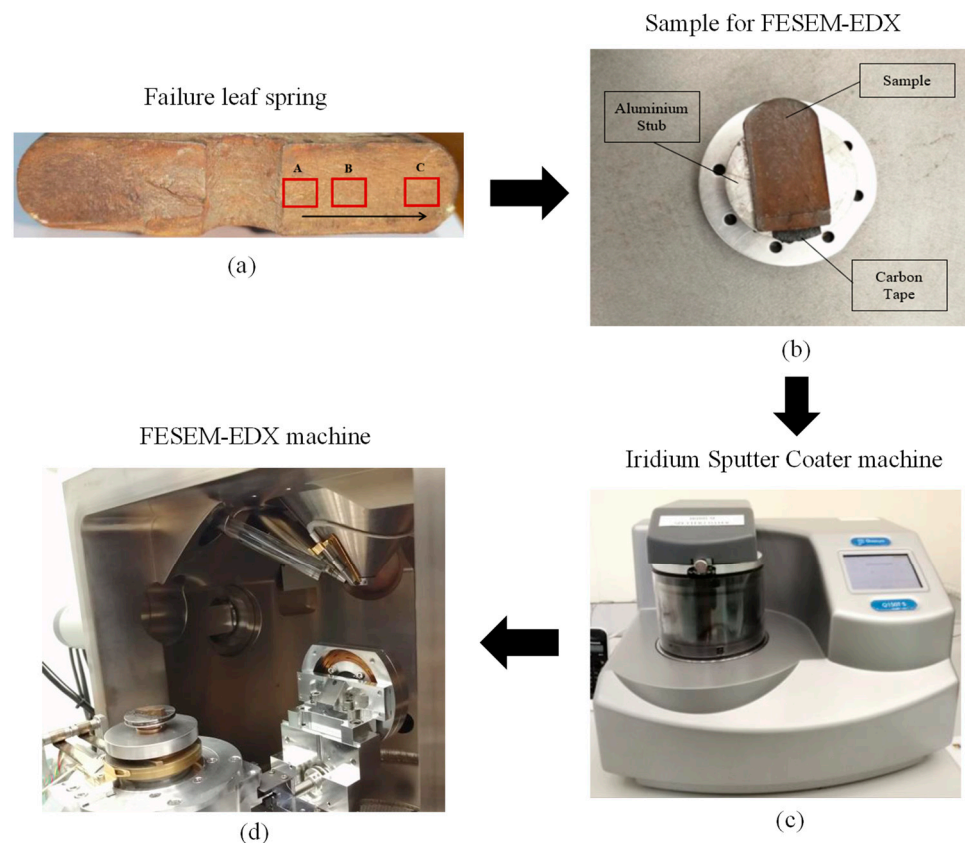 Sample for FESEM-EDX
Failure leaf spring
A
B
C
(a)
Aluminium
Stub
Sample
Carbon
Tape
(b)
FESEM-EDX machine
Iridium Sputter Coater machine
(d)
(c)